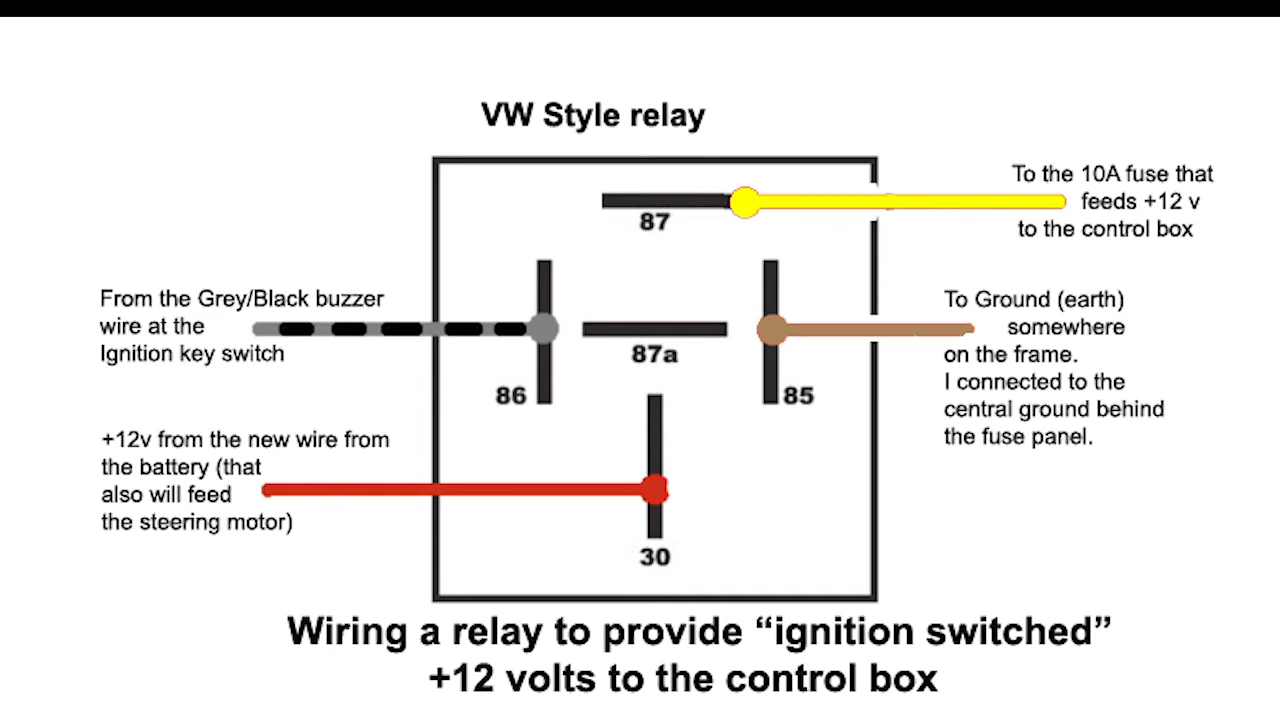 VW Style relay
To the 10A fuse that
feeds +12 v
to the control box
87
From the Grey/Black buzzer
wire at the
Ignition key switch
87a
86
85
To Ground (earth)
somewhere
on the frame.
I connected to the
central ground behind
the fuse panel.
+12v from the new wire from
the battery (that
also will feed
the steering motor)
30
Wiring a relay to provide “ignition switched”
+12 volts to the control box